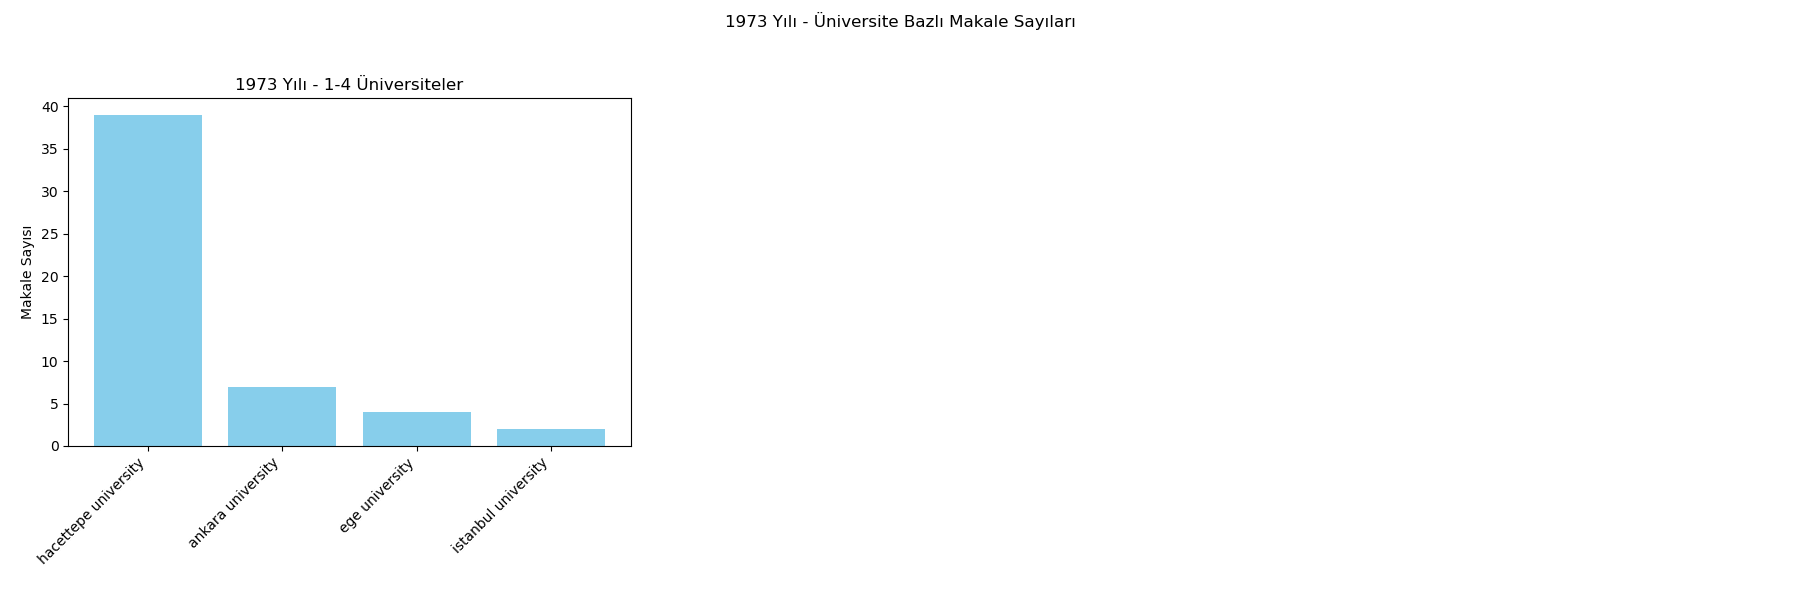 1973 Yılı - Üniversite Bazlı Makale Sayıları
1973 Yılı - 1-4 Üniversiteler
Makale Sayısı
40
35
30
25
20
15
10
5
0
hacettepe university
ankara university
ege university
istanbul university